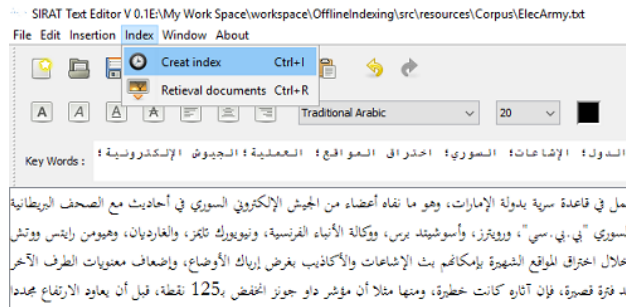 SIRAT Text Editor V 0.1E:\My Work Space\workspace\OfflineIndexing\src\resources\Corpus\ElecArmy.txt
File Edit Insertion Index Window About
Creat index Ctrl+I
Retieval documents Ctrl+R
A A A A Traditional Arabic 20
Key Words : الدول؛ الإشاعات؛ السوري؛ اختراق المواقع؛ العملية؛ الجيوش الإلكترونية؛
مل في قاعدة سرية بدولة الإمارات، وهو ما نفاه أعضاء من الجيش الإلكتروني السوري في أحاديث مع الصحف البريطانية
لسوري "بي.بي.سي"، ورويترز، وأسوشيتد برس، ووكالة الأنباء الفرنسية، ونيويورك تايمز، والغارديان، وهيومن رايتس ووتش
خلال اختراق المواقع الشهيرة بإمكانهم بث الإشاعات والأكاذيب بغرض إرباك الأوضاع، وإضعاف معنويات الطرف الآخر
د فترة قصيرة، فإن آثاره كانت خطيرة، ومنها مثلا أن مؤشر داو جونز انخفض بـ125 نقطة، قبل أن يعاود الارتفاع مجددا